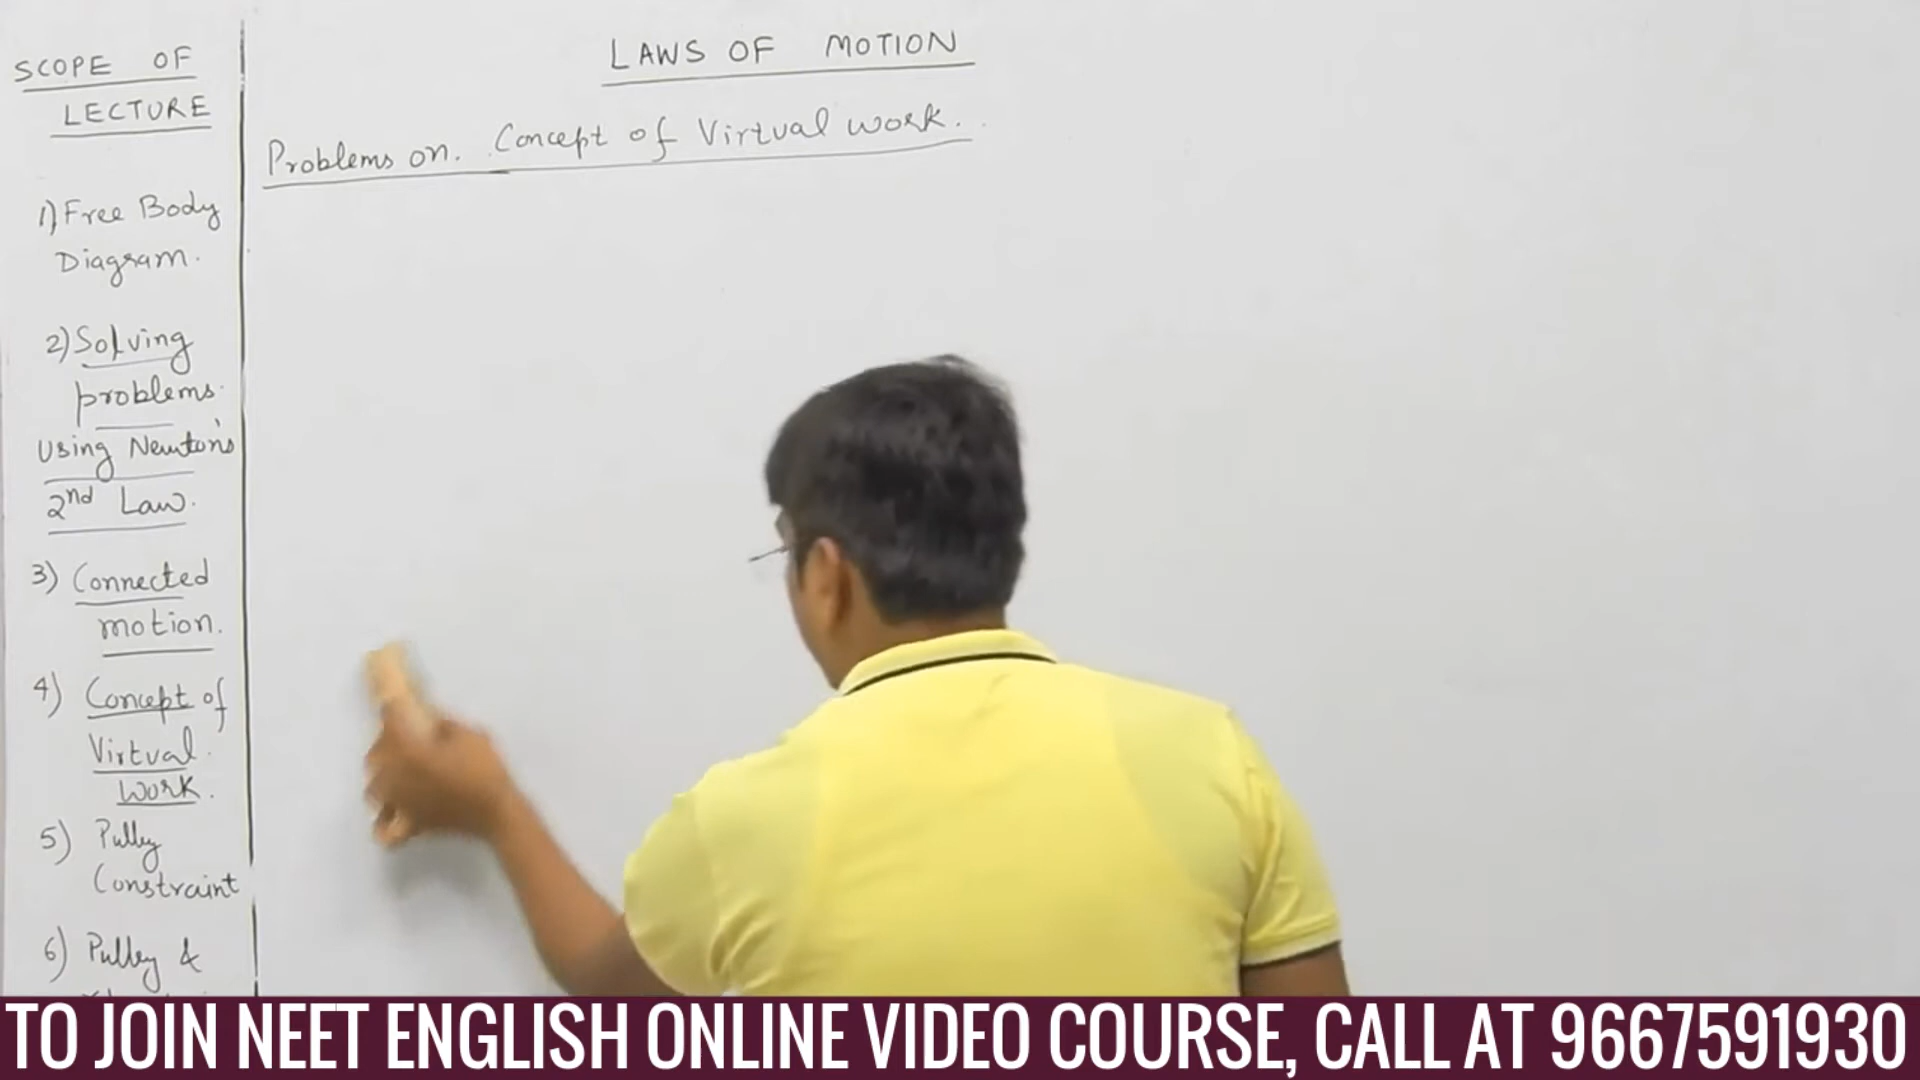 SCOPE OF
LECTURE
1) Free Body
Diagram.
2) Solving
problems.
Using Newton's
2nd Law.
3) Connected
motion.
4) Concept of
Virtual
work.
5) Pulley
Constraint
6) Pulley &
LAWS OF MOTION
Problems on. Concept of Virtual work.
TO JOIN NEET ENGLISH ONLINE VIDEO COURSE, CALL AT 9667591930